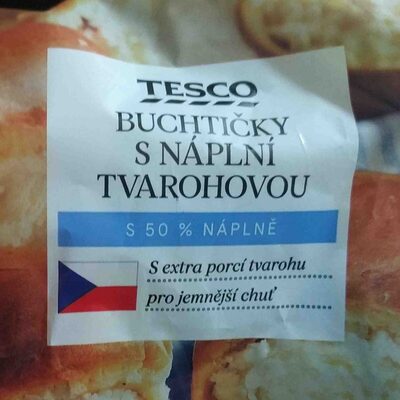 TESCO
BUCHTIČKY
S NÁPLNÍ
TVAROHOVOU
S 50 % NÁPLNĚ
S extra porcí tvarohu
pro jemnější chuť